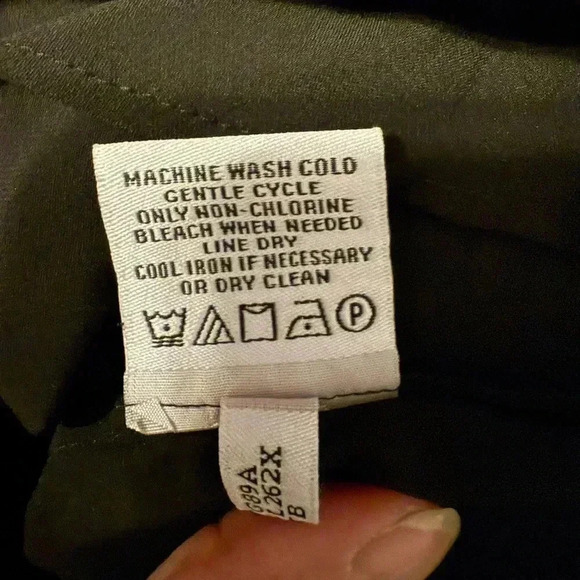 MACHINE WASH COLD
GENTLE CYCLE
ONLY NON-CHLORINE
BLEACH WHEN NEEDED
LINE DRY
COOL IRON IF NECESSARY
OR DRY CLEAN
P